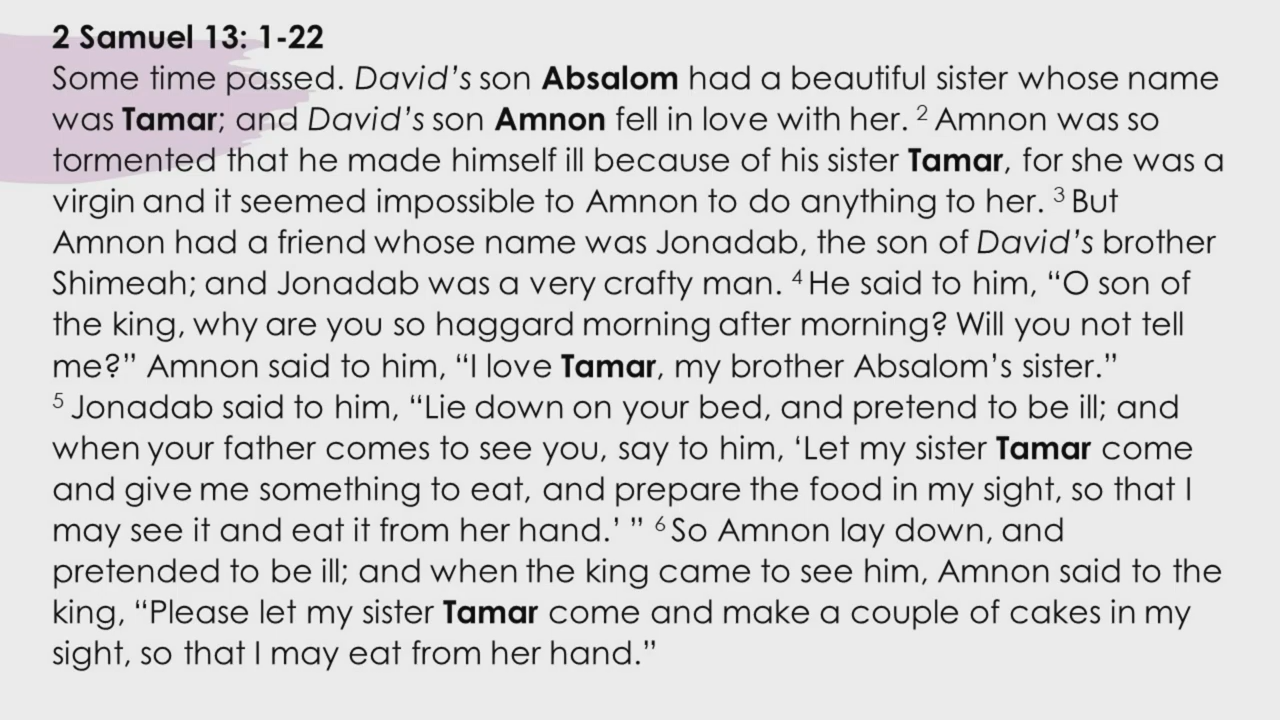 2 Samuel 13: 1-22
Some time passed. David’s son Absalom had a beautiful sister whose name
was Tamar; and David’s son Amnon fell in love with her. ² Amnon was so
tormented that he made himself ill because of his sister Tamar, for she was a
virgin and it seemed impossible to Amnon to do anything to her. ³ But
Amnon had a friend whose name was Jonadab, the son of David’s brother
Shimeah; and Jonadab was a very crafty man. ⁴ He said to him, “O son of
the king, why are you so haggard morning after morning? Will you not tell
me?” Amnon said to him, “I love Tamar, my brother Absalom’s sister.”
⁵ Jonadab said to him, “Lie down on your bed, and pretend to be ill; and
when your father comes to see you, say to him, ‘Let my sister Tamar come
and give me something to eat, and prepare the food in my sight, so that I
may see it and eat it from her hand.’ ” ⁶ So Amnon lay down, and
pretended to be ill; and when the king came to see him, Amnon said to the
king, “Please let my sister Tamar come and make a couple of cakes in my
sight, so that I may eat from her hand.”